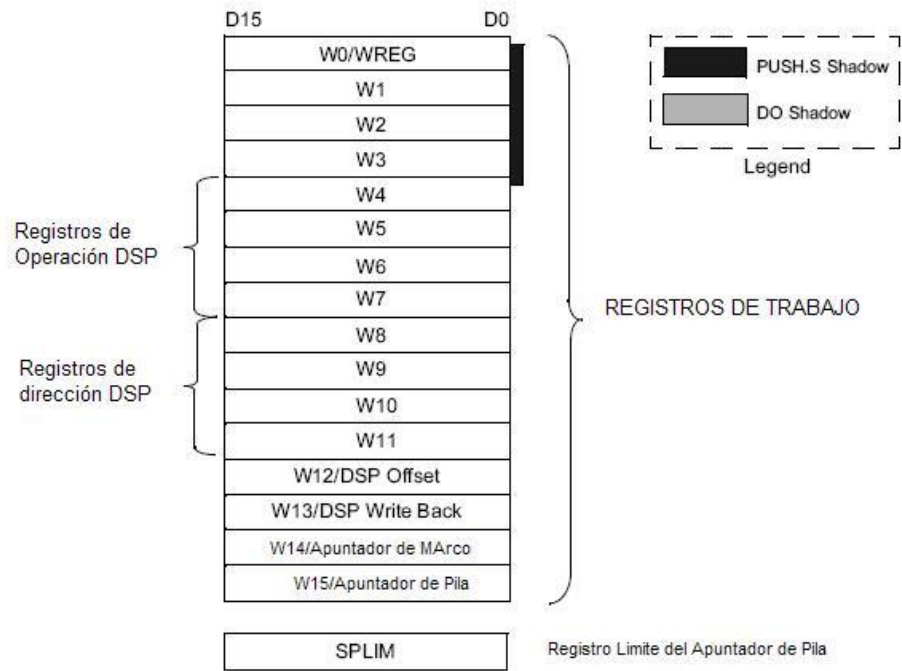 D15 D0
W0/WREG
W1
W2
W3
W4
W5
W6
W7
W8
W9
W10
W11
W12/DSP Offset
W13/DSP Write Back
W14/Apuntador de MArco
W15/Apuntador de Pila
SPLIM
Registros de
Operación DSP
Registros de
dirección DSP
REGISTROS DE TRABAJO
Registro Limite del Apuntador de Pila
PUSH.S Shadow
DO Shadow
Legend